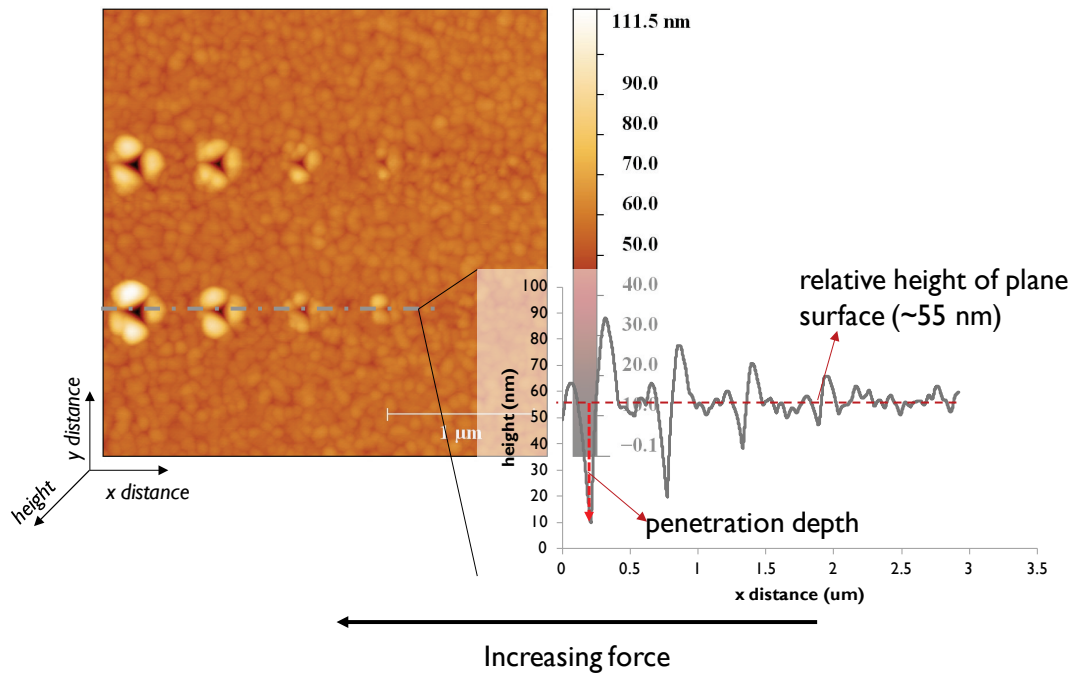 111.5 nm
90.0
80.0
70.0
60.0
50.0
40.0
30.0
20.0
10.0
−0.1
1 μm
y distance
x distance
height
relative height of plane
surface (~55 nm)
100
90
80
70
60
50
40
30
20
10
0
height (nm)
penetration depth
0
0.5
1
1.5
2
2.5
3
3.5
x distance (um)
Increasing force